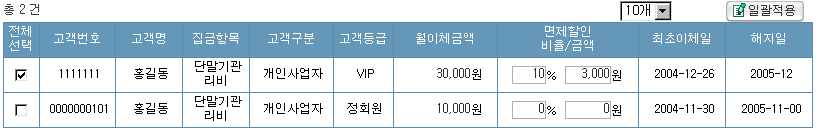 총 2 건 10개 일괄적용
전체 선택 고객번호 고객명 집금항목 고객구분 고객등급 월이체금액 면제할인 비율/금액 최초이체일 해지일
1111111 홍길동 단말기관리비 개인사업자 VIP 30,000원 10% 3,000원 2004-12-26 2005-12
0000000101 홍길동 단말기관리비 개인사업자 정회원 10,000원 0% 0원 2004-11-30 2005-11-00